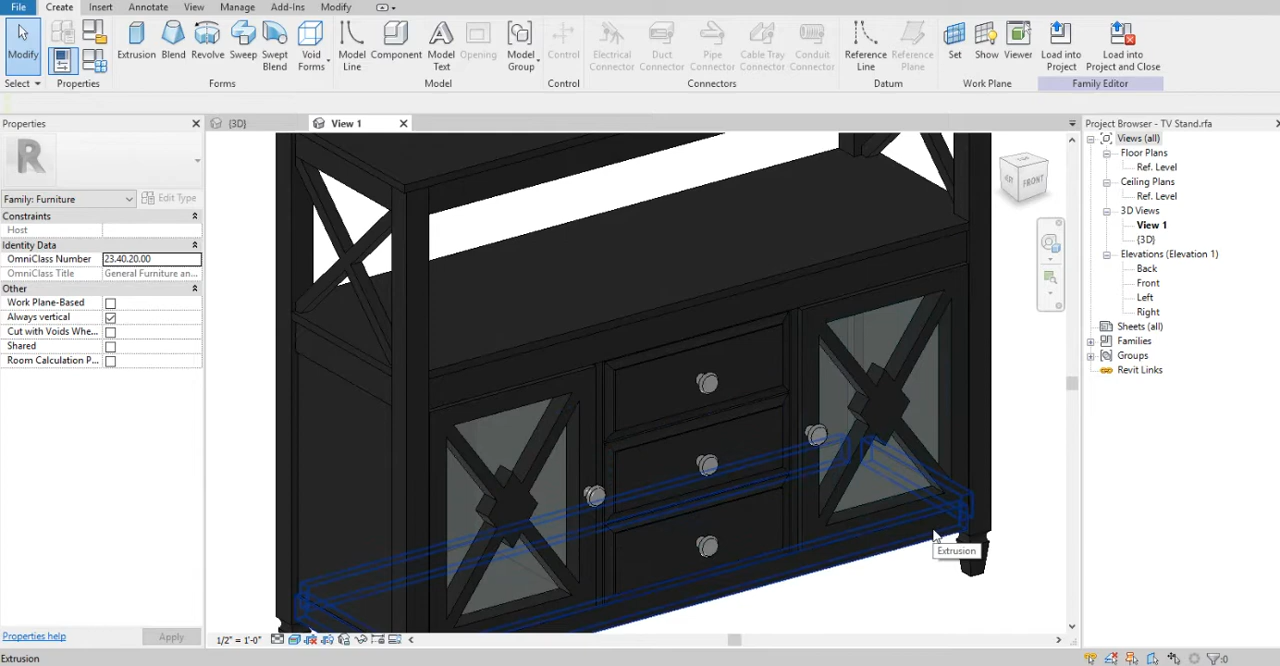 File Create Insert Annotate View Manage Add-Ins Modify
Modify Extrusion Blend Revolve Sweep Swept Blend Void Forms Model Line Component Model Text Opening Model Group Control Electrical Connector Duct Connector Pipe Connector Cable Tray Connector Conduit Connector Reference Line Reference Plane Set Show Viewer Load into Project Load into Project and Close
Select Properties Forms Model Control Connectors Datum Work Plane Family Editor
Properties {3D} View 1 Project Browser - TV Stand.rfa
R
Family: Furniture Edit Type
Constraints
Host
Identity Data
OmniClass Number 23.40.20.00
OmniClass Title General Furniture an...
Other
Work Plane-Based
Always vertical
Cut with Voids Whe...
Shared
Room Calculation P...
Properties help Apply
FRONT
Extrusion
Views (all)
Floor Plans
Ref. Level
Ceiling Plans
Ref. Level
3D Views
View 1
{3D}
Elevations (Elevation 1)
Back
Front
Left
Right
Sheets (all)
Families
Groups
Revit Links
1/2" = 1'-0"
Extrusion :0